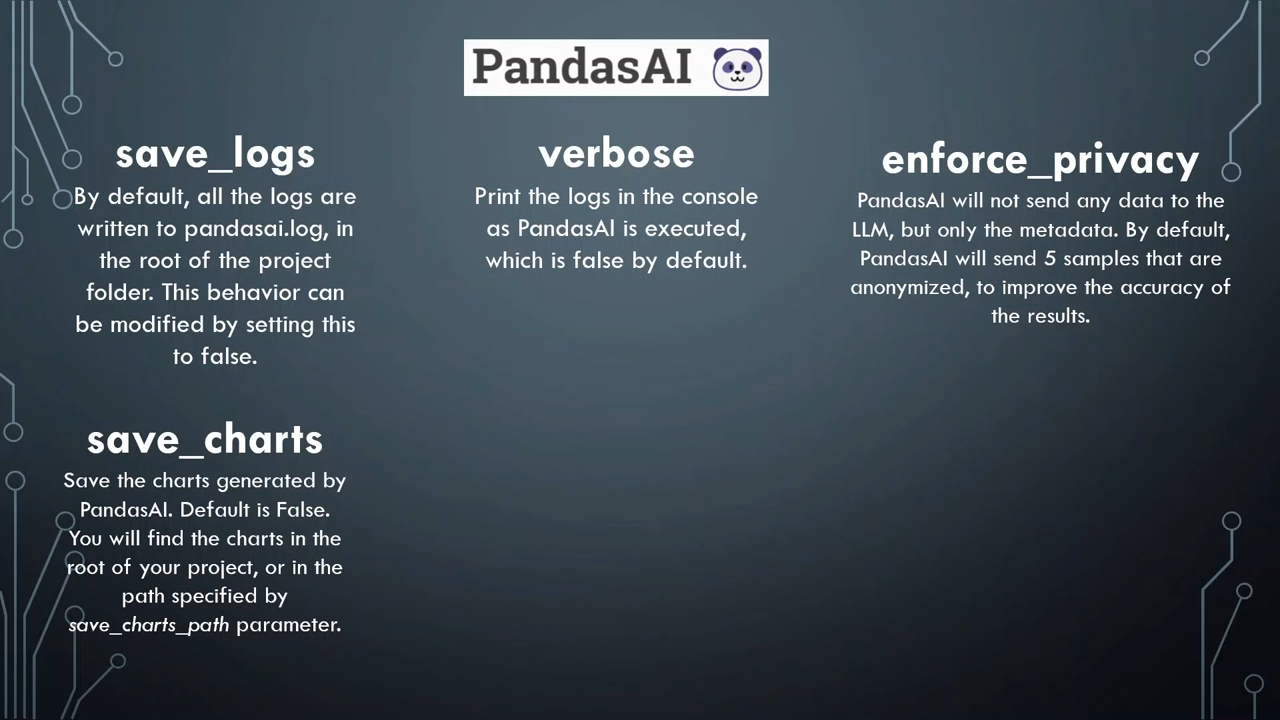 PandasAI
save_logs
By default, all the logs are
written to pandasai.log, in
the root of the project
folder. This behavior can
be modified by setting this
to false.
verbose
Print the logs in the console
as PandasAI is executed,
which is false by default.
enforce_privacy
PandasAI will not send any data to the
LLM, but only the metadata. By default,
PandasAI will send 5 samples that are
anonymized, to improve the accuracy of
the results.
save_charts
Save the charts generated by
PandasAI. Default is False.
You will find the charts in the
root of your project, or in the
path specified by
save_charts_path parameter.